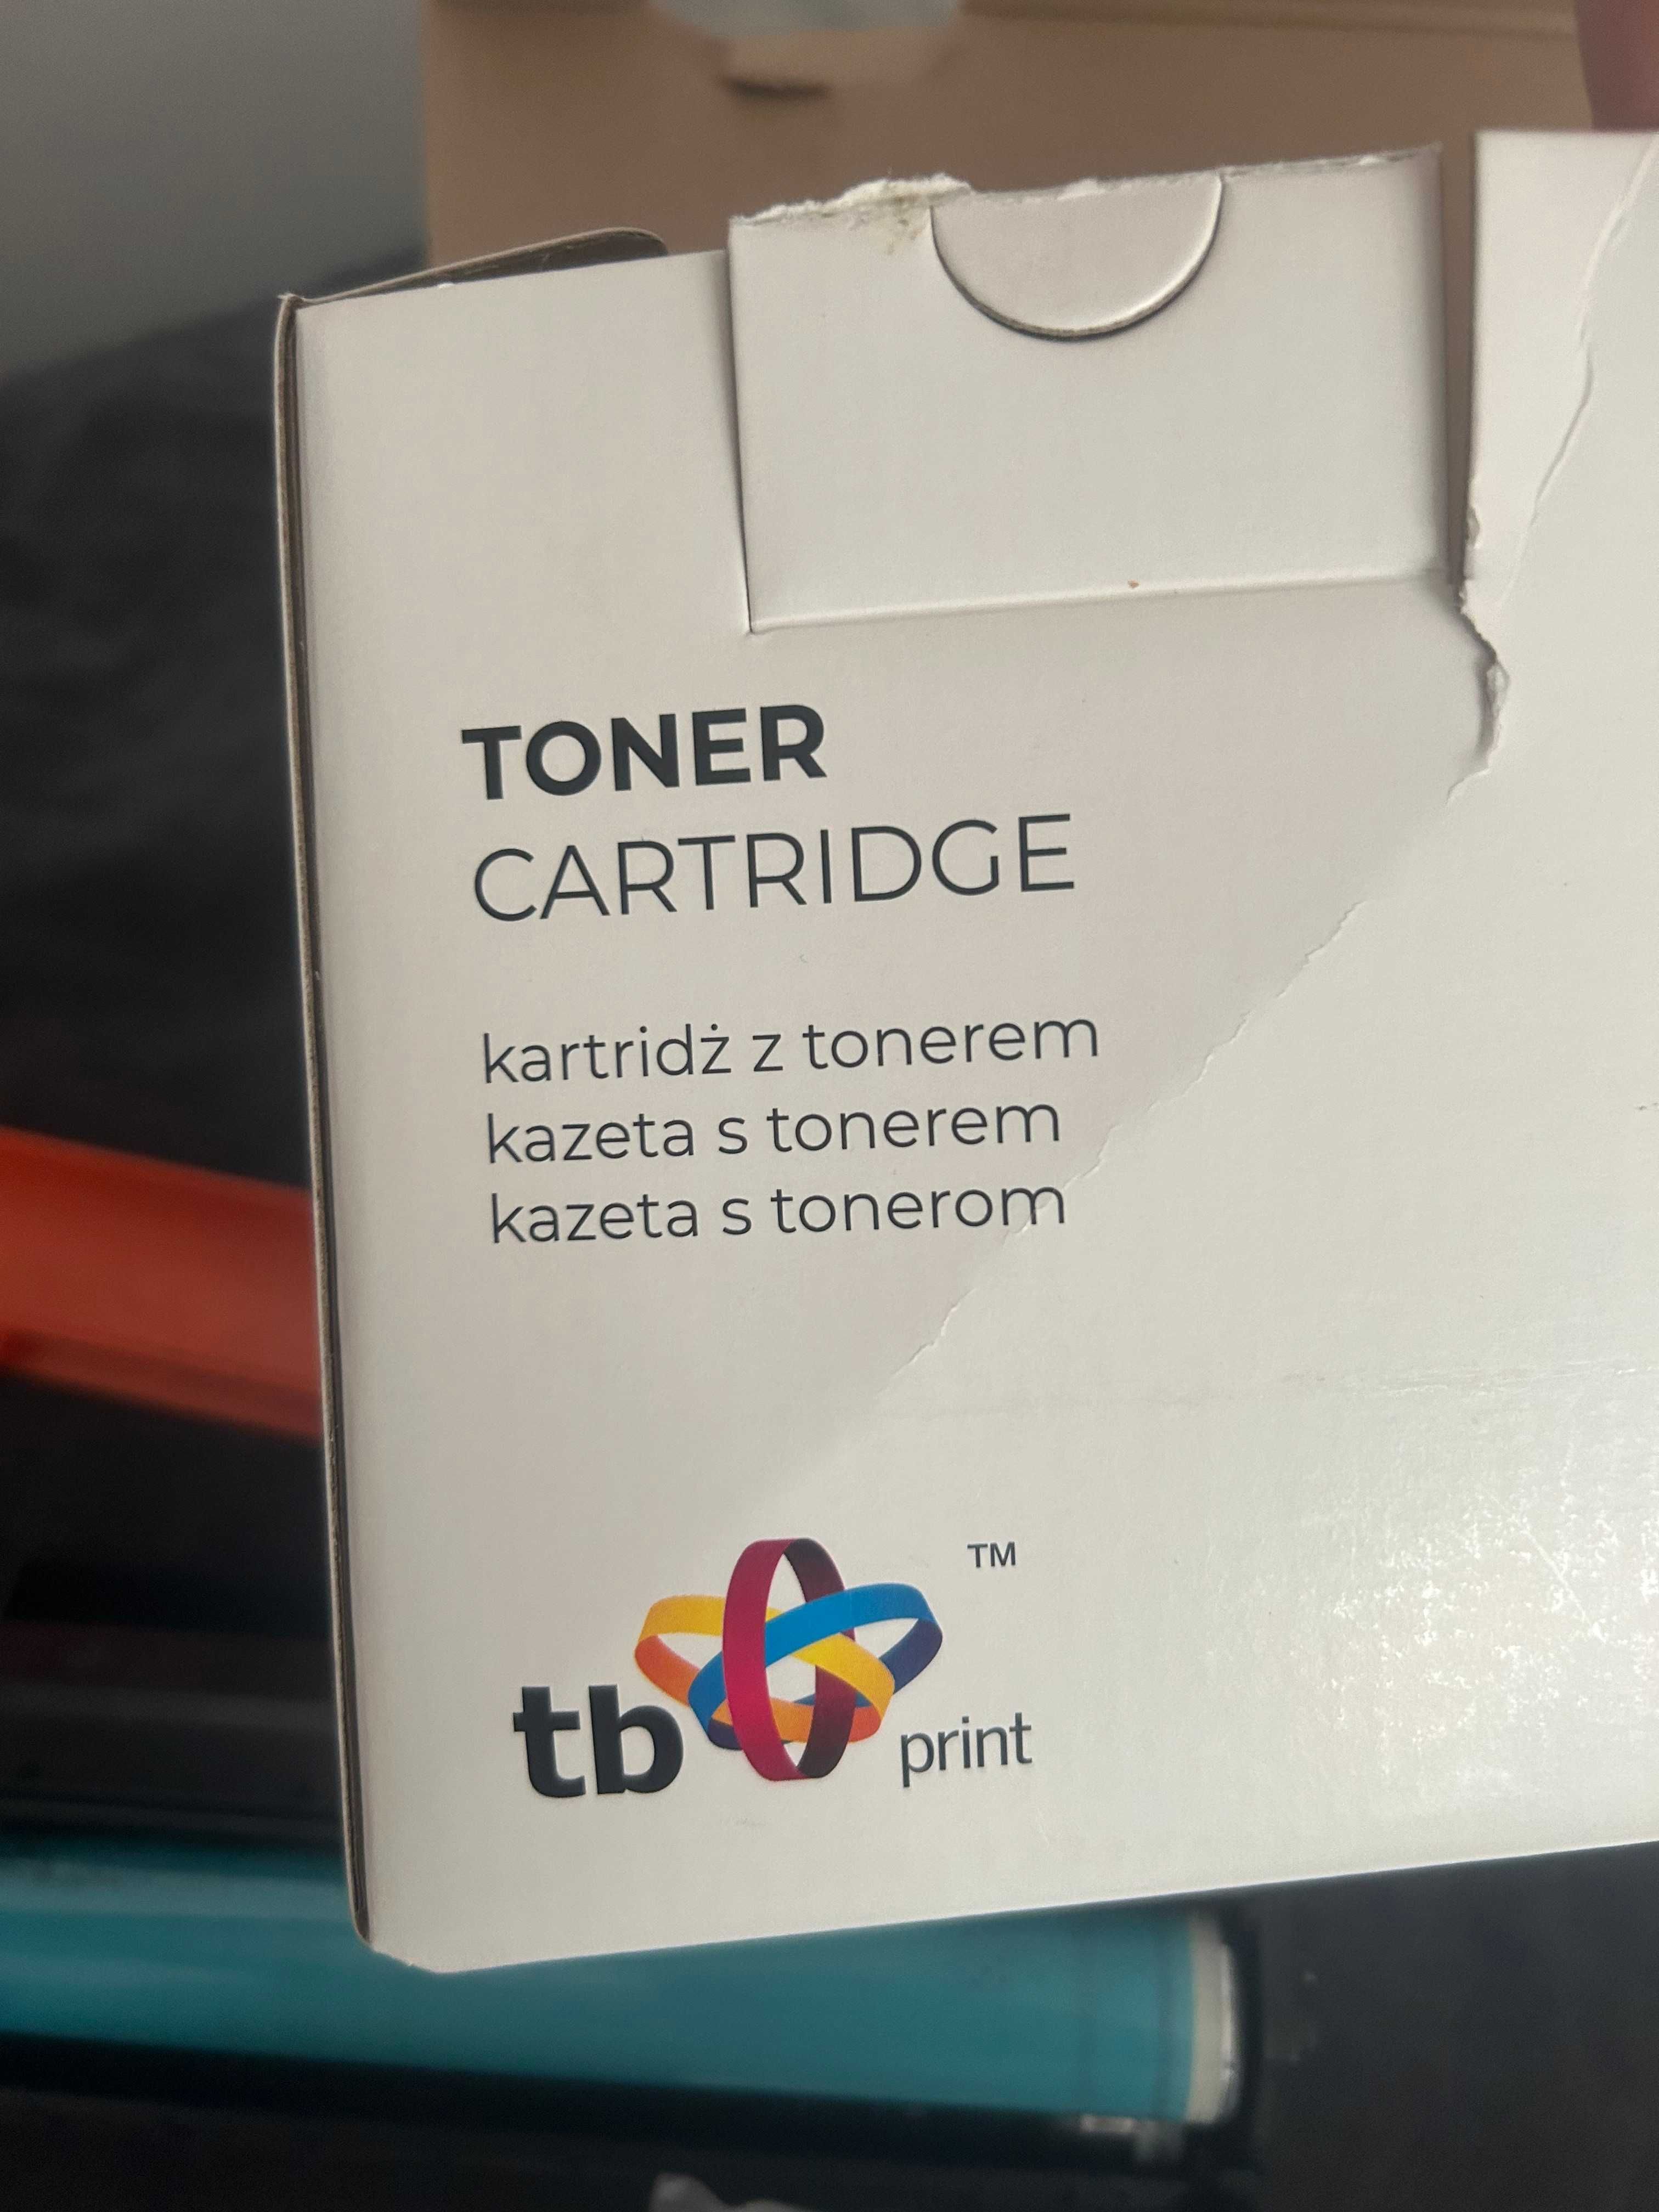 TONER
CARTRIDGE
kartridż z tonerem
kazeta s tonerem
kazeta s tonerom
tb print ™